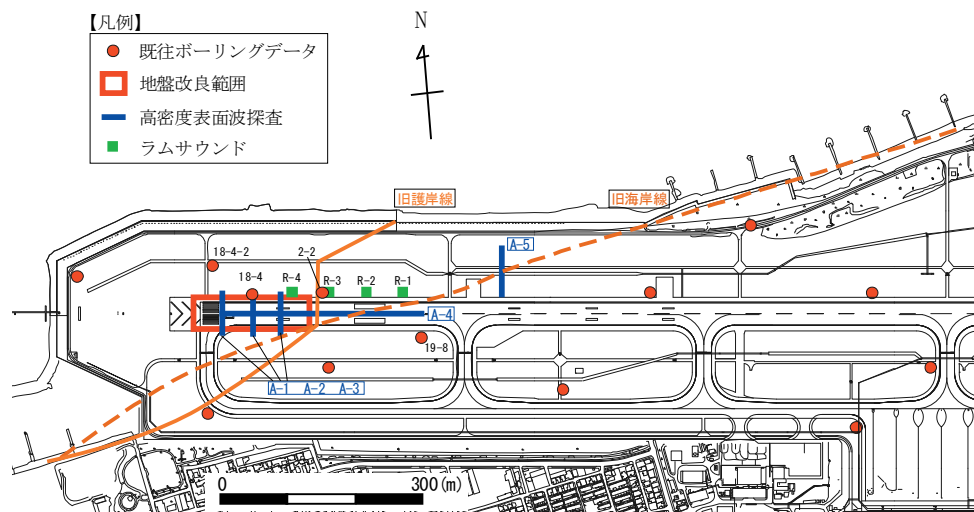 【凡例】
既往ボーリングデータ
地盤改良範囲
高密度表面波探査
ラムサウンド
N
旧護岸線
旧海岸線
18-4-2
2-2
A-5
18-4
R-4
R-3
R-2
R-1
A-4
19-8
A-1 A-2 A-3
0 300(m)